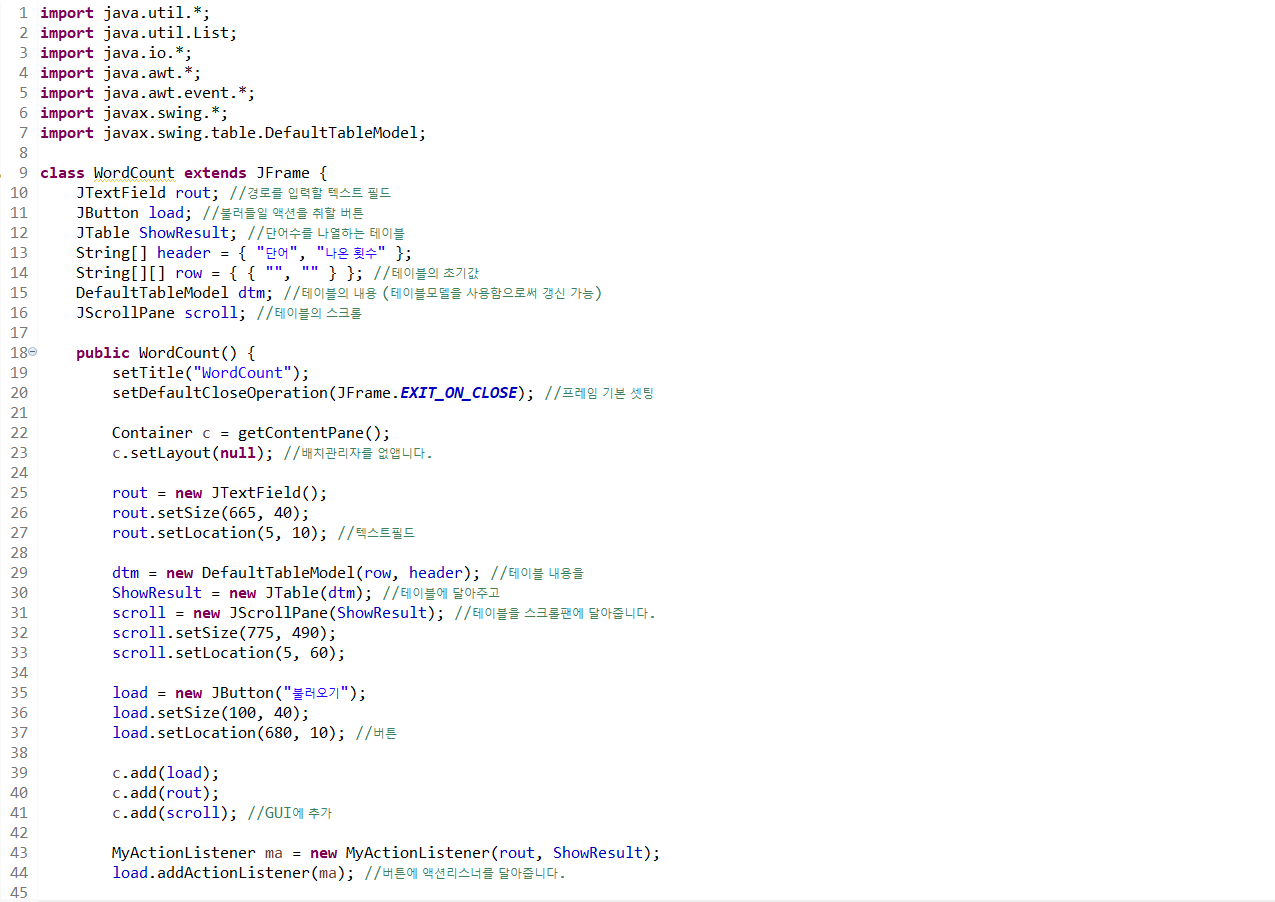 1 import java.util.*;
2 import java.util.List;
3 import java.io.*;
4 import java.awt.*;
5 import java.awt.event.*;
6 import javax.swing.*;
7 import javax.swing.table.DefaultTableModel;
8
9 class WordCount extends JFrame {
10 JTextField rout; //경로를 입력할 텍스트 필드
11 JButton load; //불러들일 액션을 취할 버튼
12 JTable ShowResult; //단어수를 나열하는 테이블
13 String[] header = { "단어", "나온 횟수" };
14 String[][] row = { { "", "" } }; //테이블의 초기값
15 DefaultTableModel dtm; //테이블의 내용 (테이블모델을 사용함으로써 갱신 가능)
16 JScrollPane scroll; //테이블의 스크롤
17
18 public WordCount() {
19 setTitle("WordCount");
20 setDefaultCloseOperation(JFrame.EXIT_ON_CLOSE); //프레임 기본 셋팅
21
22 Container c = getContentPane();
23 c.setLayout(null); //배치관리자를 없앱니다.
24
25 rout = new JTextField();
26 rout.setSize(665, 40);
27 rout.setLocation(5, 10); //텍스트필드
28
29 dtm = new DefaultTableModel(row, header); //테이블 내용을
30 ShowResult = new JTable(dtm); //테이블에 달아주고
31 scroll = new JScrollPane(ShowResult); //테이블을 스크롤팬에 달아줍니다.
32 scroll.setSize(775, 490);
33 scroll.setLocation(5, 60);
34
35 load = new JButton("불러오기");
36 load.setSize(100, 40);
37 load.setLocation(680, 10); //버튼
38
39 c.add(load);
40 c.add(rout);
41 c.add(scroll); //GUI에 추가
42
43 MyActionListener ma = new MyActionListener(rout, ShowResult);
44 load.addActionListener(ma); //버튼에 액션리스너를 달아줍니다.
45